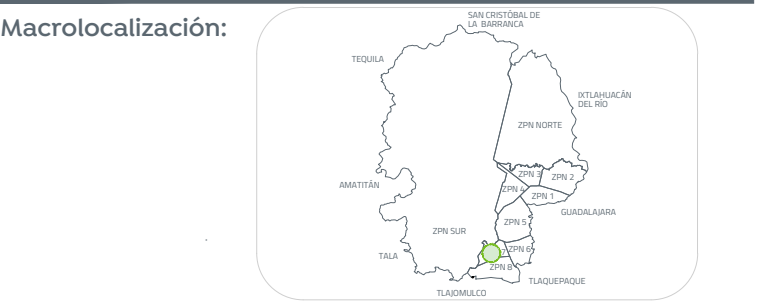 Macrolocalización:
SAN CRISTÓBAL DE
LA BARRANCA
TEQUILA
IXTLAHUACÁN
DEL RÍO
ZPN NORTE
ZPN 3
ZPN 2
AMATITÁN
ZPN 4
ZPN 1
GUADALAJARA
ZPN 5
ZPN SUR
ZPN 6
7
TALA
ZPN 8
TLAQUEPAQUE
TLAJOMULCO